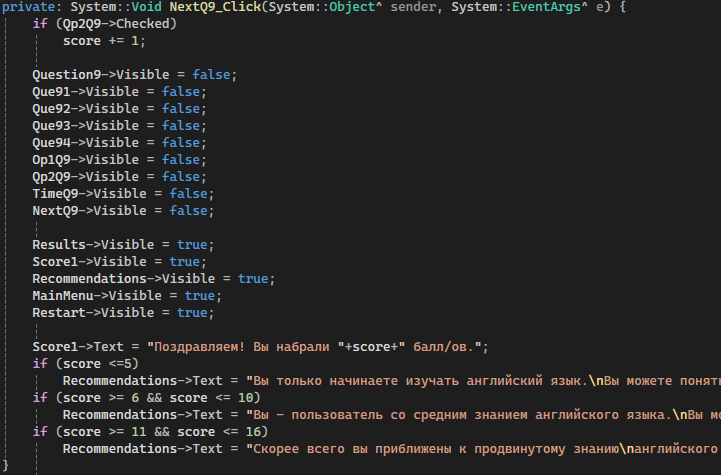 private: System::Void NextQ9_Click(System::Object^ sender, System::EventArgs^ e) {
if (Qp2Q9->Checked)
score += 1;
Question9->Visible = false;
Que91->Visible = false;
Que92->Visible = false;
Que93->Visible = false;
Que94->Visible = false;
Op1Q9->Visible = false;
Qp2Q9->Visible = false;
TimeQ9->Visible = false;
NextQ9->Visible = false;
Results->Visible = true;
Score1->Visible = true;
Recommendations->Visible = true;
MainMenu->Visible = true;
Restart->Visible = true;
Score1->Text = "Поздравляем! Вы набрали "+score+" балл/ов.";
if (score <=5)
Recommendations->Text = "Вы только начинаете изучать английский язык.\nВы можете понять
if (score >= 6 && score <= 10)
Recommendations->Text = "Вы - пользователь со средним знанием английского языка.\nВы мо
if (score >= 11 && score <= 16)
Recommendations->Text = "Скорее всего вы приближены к продвинутому знанию\nанглийского
}